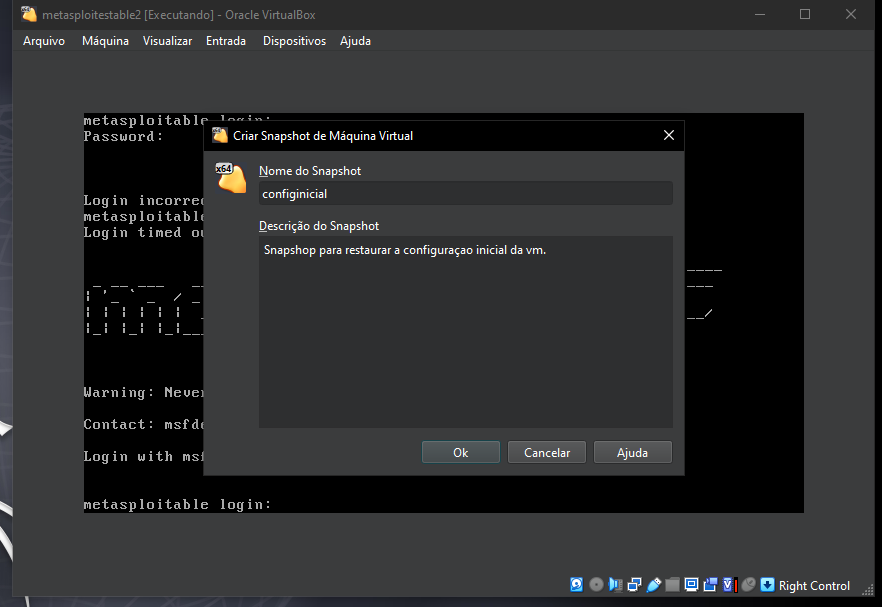 metasploitestable2 [Executando] - Oracle VirtualBox
Arquivo Máquina Visualizar Entrada Dispositivos Ajuda
metasploitable login:
Password:
Criar Snapshot de Máquina Virtual
x64
Nome do Snapshot
configinicial
Descrição do Snapshot
Snapshop para restaurar a configuraçao inicial da vm.
Login incorrec
metasploitable
Login timed ou
Warning: Never
Contact: msfde
Login with msf
Ok Cancelar Ajuda
metasploitable login:
Right Control